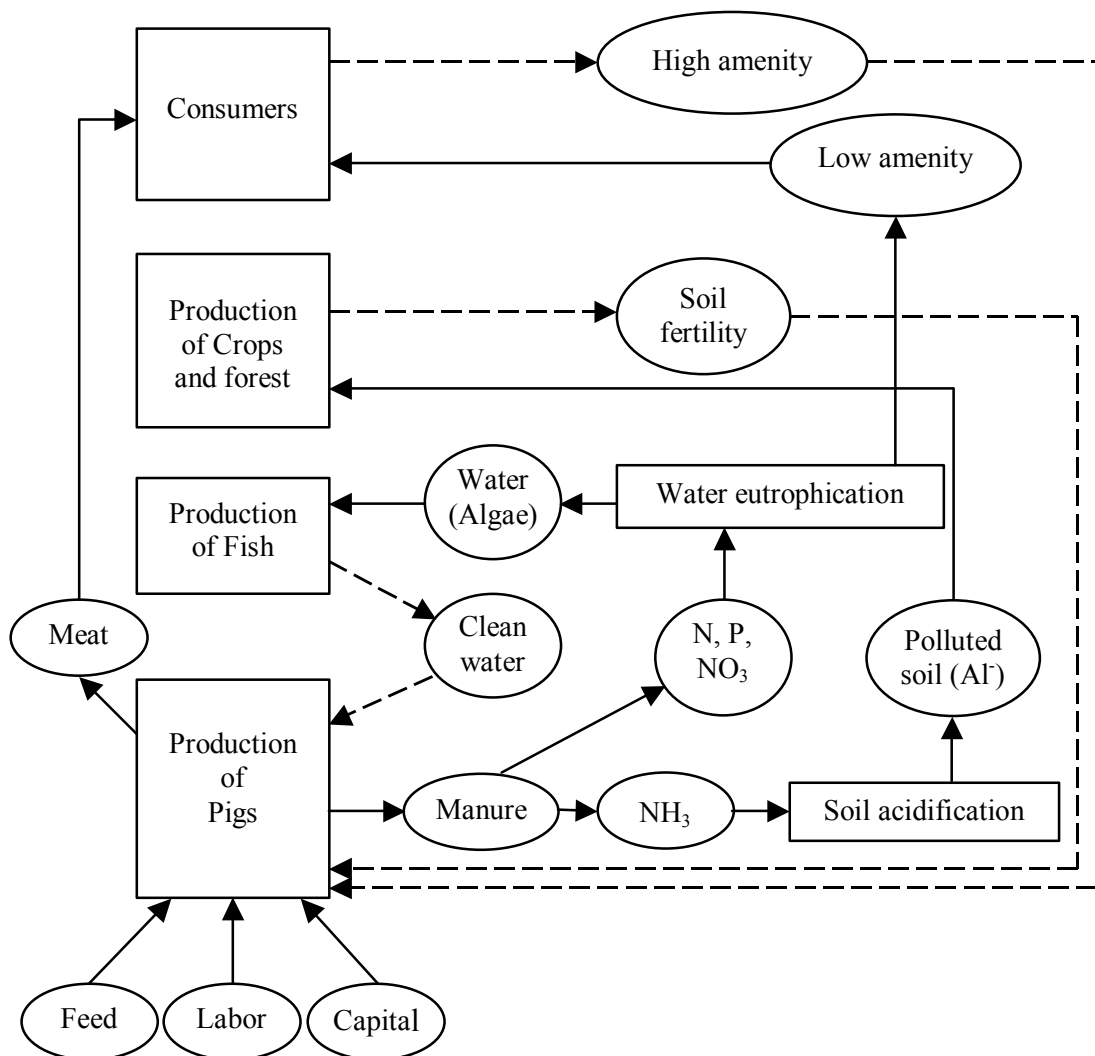 High amenity
Consumers
Low amenity
Production
of Crops
and forest
Soil
fertility
Water
(Algae)
Water eutrophication
Production
of Fish
Meat
Clean
water
N, P,
NO₃
Polluted
soil (Al⁻)
Production
of
Pigs
Manure
NH₃
Soil acidification
Feed
Labor
Capital